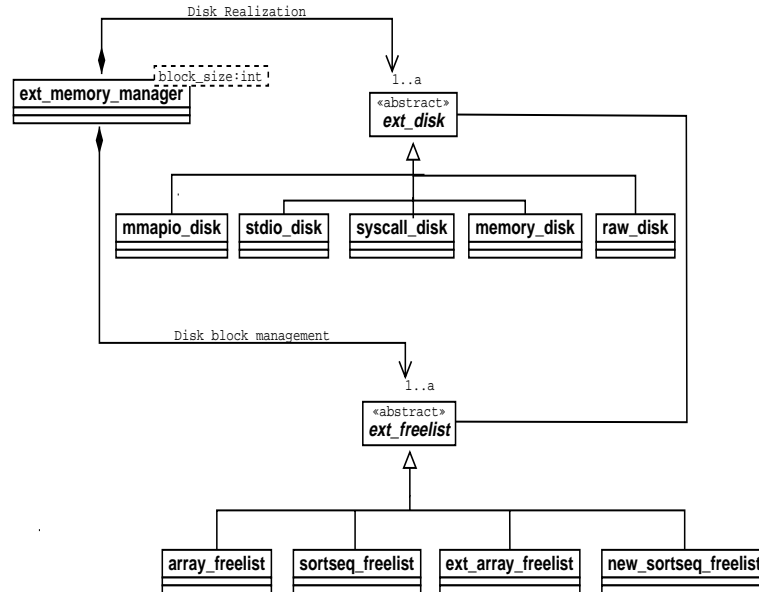 Disk Realization
block_size:int
ext_memory_manager
1..a
«abstract»
ext_disk
mmapio_disk
stdio_disk
syscall_disk
memory_disk
raw_disk
Disk block management
1..a
«abstract»
ext_freelist
array_freelist
sortseq_freelist
ext_array_freelist
new_sortseq_freelist